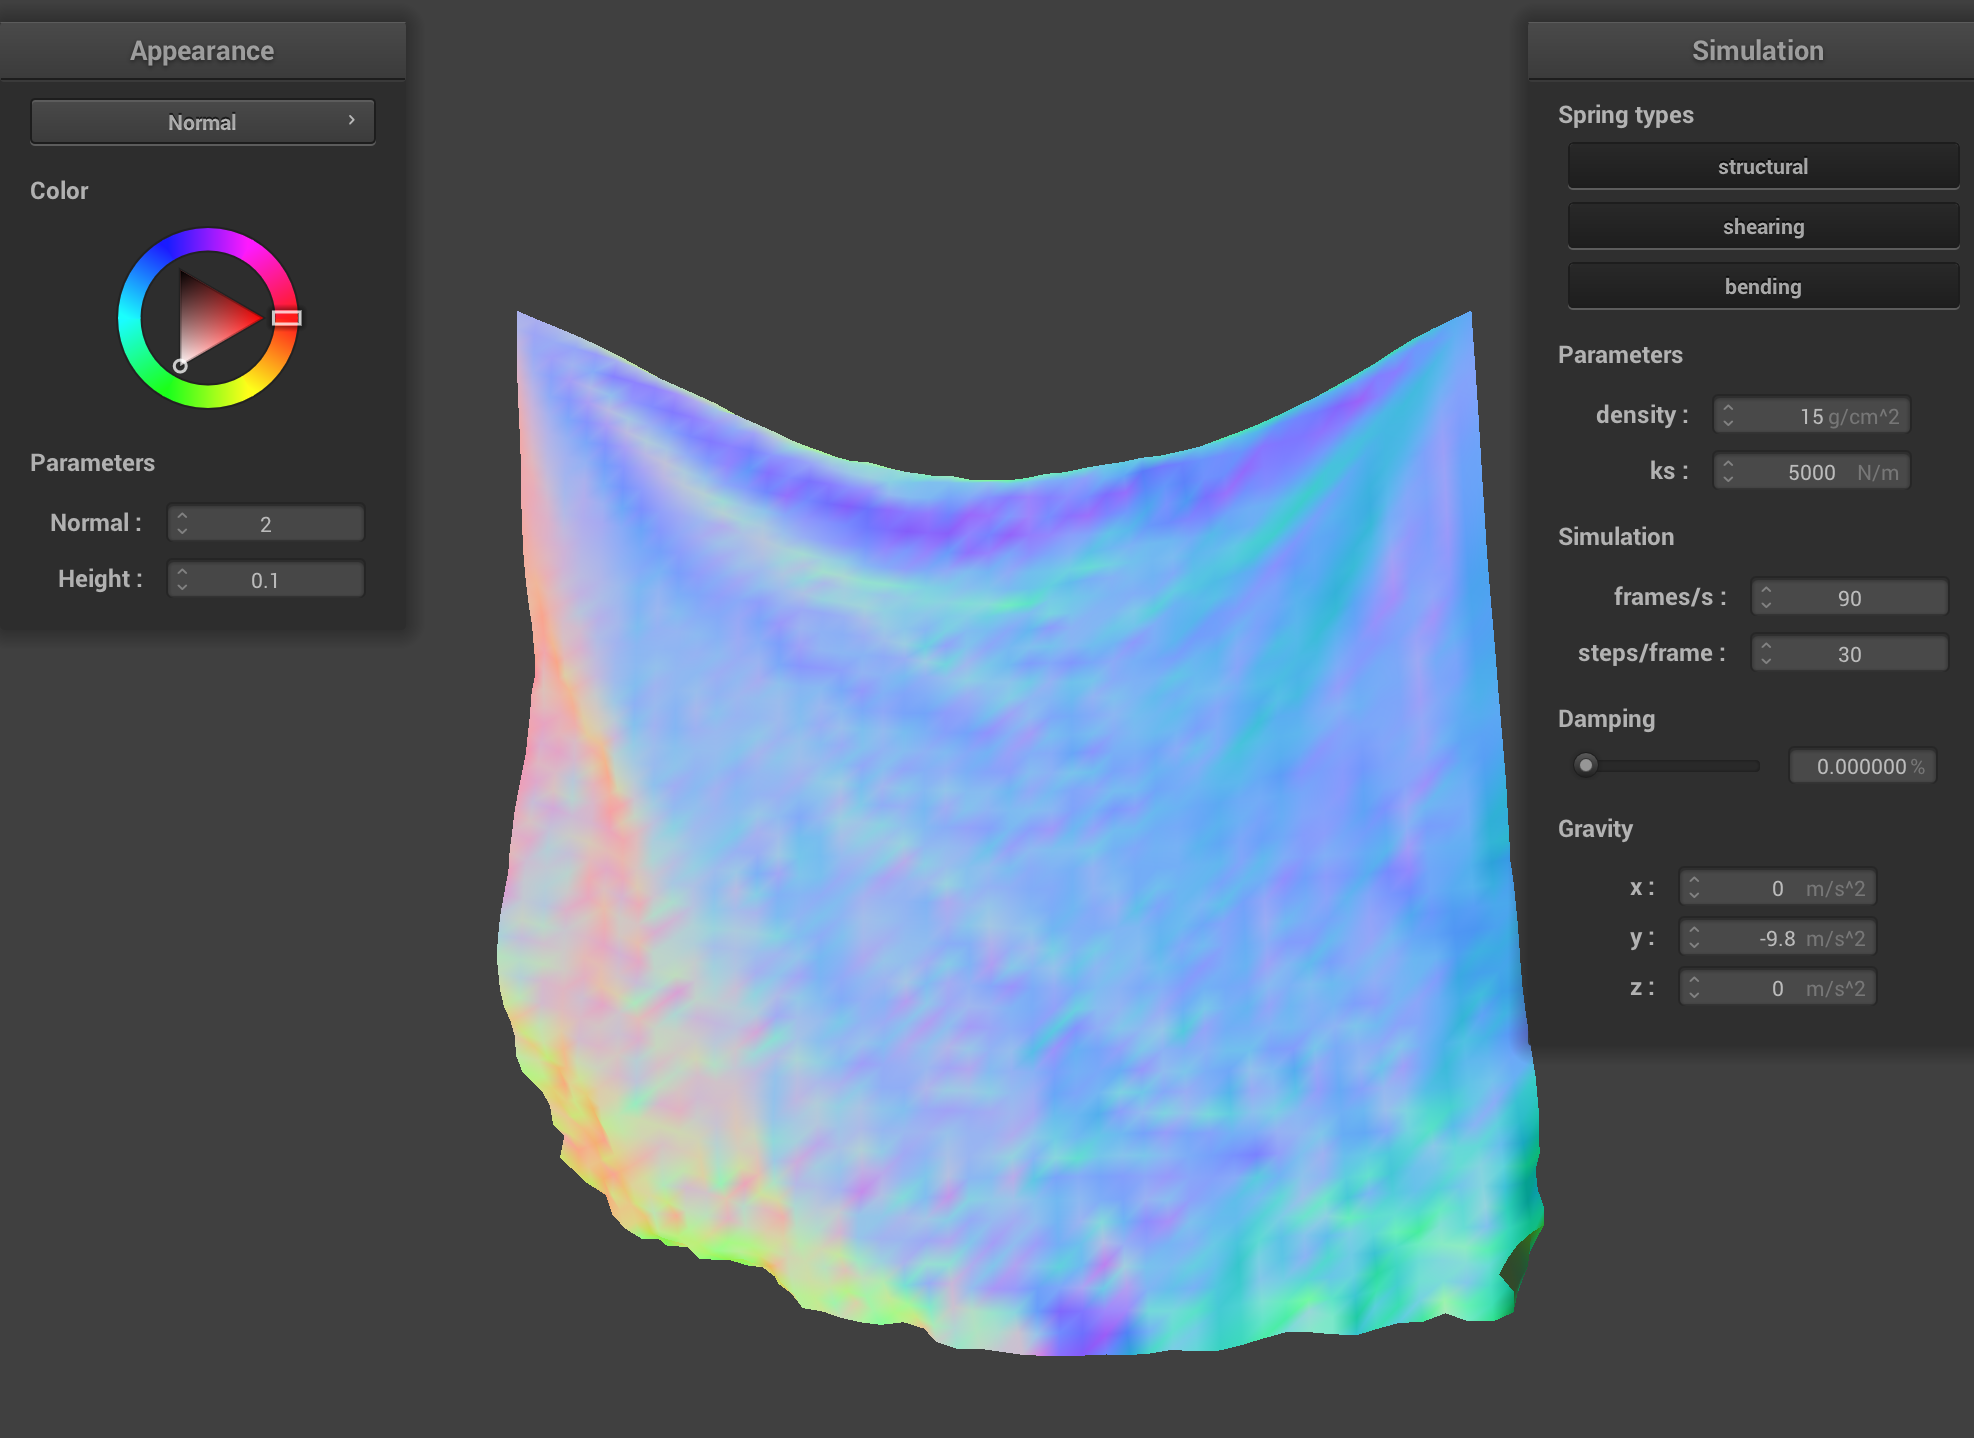 Appearance
Normal
Color
Parameters
Normal : 2
Height : 0.1
Simulation
Spring types
structural
shearing
bending
Parameters
density : 15 g/cm^2
ks : 5000 N/m
Simulation
frames/s : 90
steps/frame : 30
Damping
0.000000 %
Gravity
x : 0 m/s^2
y : -9.8 m/s^2
z : 0 m/s^2